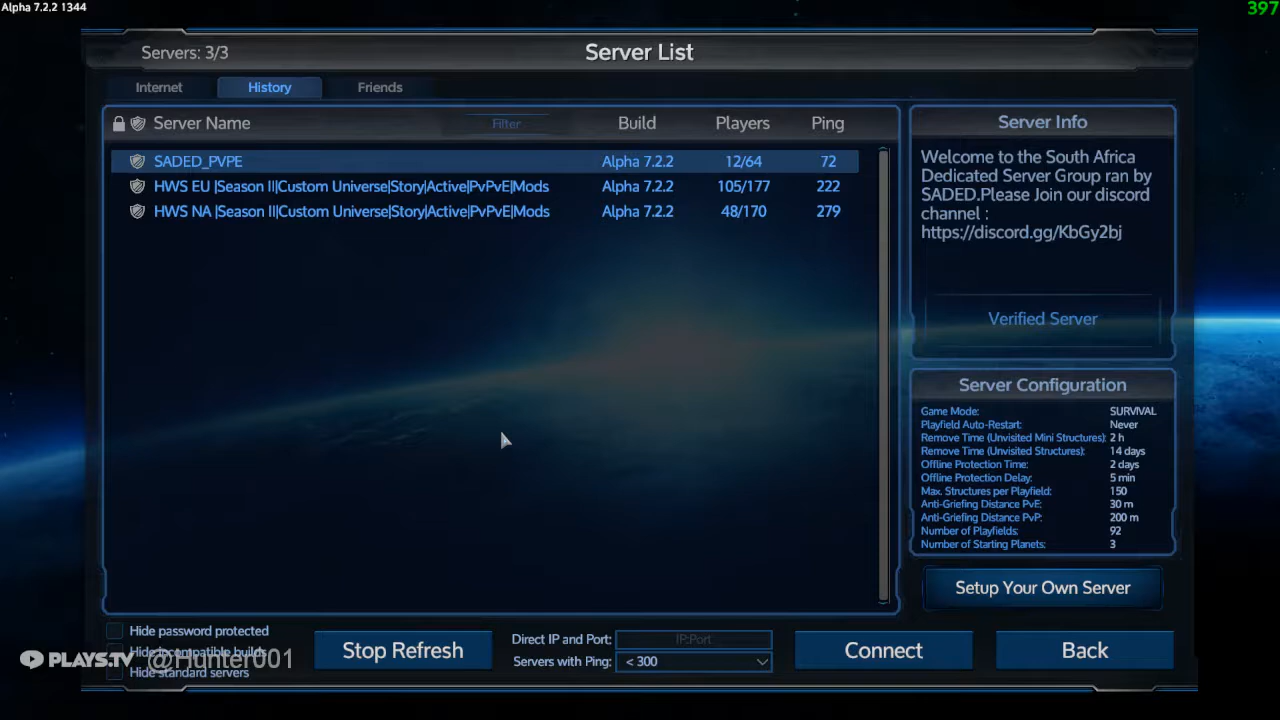 Alpha 7.2.2 1344
397
Servers: 3/3
Server List
Internet
History
Friends
Server Name
Filter
Build
Players
Ping
SADED_PVPE
Alpha 7.2.2
12/64
72
HWS EU |Season II|Custom Universe|Story|Active|PvPvE|Mods
Alpha 7.2.2
105/177
222
HWS NA |Season II|Custom Universe|Story|Active|PvPvE|Mods
Alpha 7.2.2
48/170
279
Server Info
Welcome to the South Africa
Dedicated Server Group ran by
SADED.Please Join our discord
channel :
https://discord.gg/KbGy2bj
Verified Server
Server Configuration
Game Mode: SURVIVAL
Playfield Auto-Restart: Never
Remove Time (Unvisited Mini Structures): 2 h
Remove Time (Unvisited Structures): 14 days
Offline Protection Time: 2 days
Offline Protection Delay: 5 min
Max. Structures per Playfield: 150
Anti-Griefing Distance PvE: 30 m
Anti-Griefing Distance PvP: 200 m
Number of Playfields: 92
Number of Starting Planets: 3
Setup Your Own Server
Hide password protected
Hide incompatible builds
Hide standard servers
PLAYS.TV @Hunter001
Stop Refresh
Direct IP and Port: IP:Port
Servers with Ping: < 300
Connect
Back